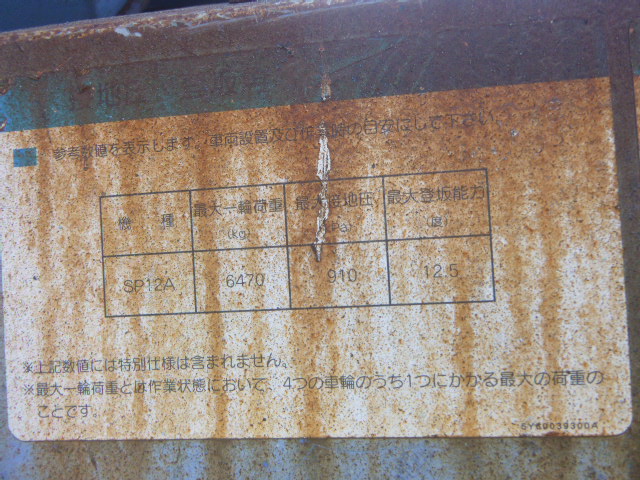 地圧
参考数値を表示します。車両設置及び作業時の目安にして下さい。
機種 最大一輪荷重(kg) 最大接地圧(kPa) 最大登坂能力(度)
SP12A 6470 910 12.5
※上記数値には特別仕様は含まれません。
※最大一輪荷重とは作業状態において、4つの車輪のうち1つにかかる最大の荷重の
ことです
5Y69039300A